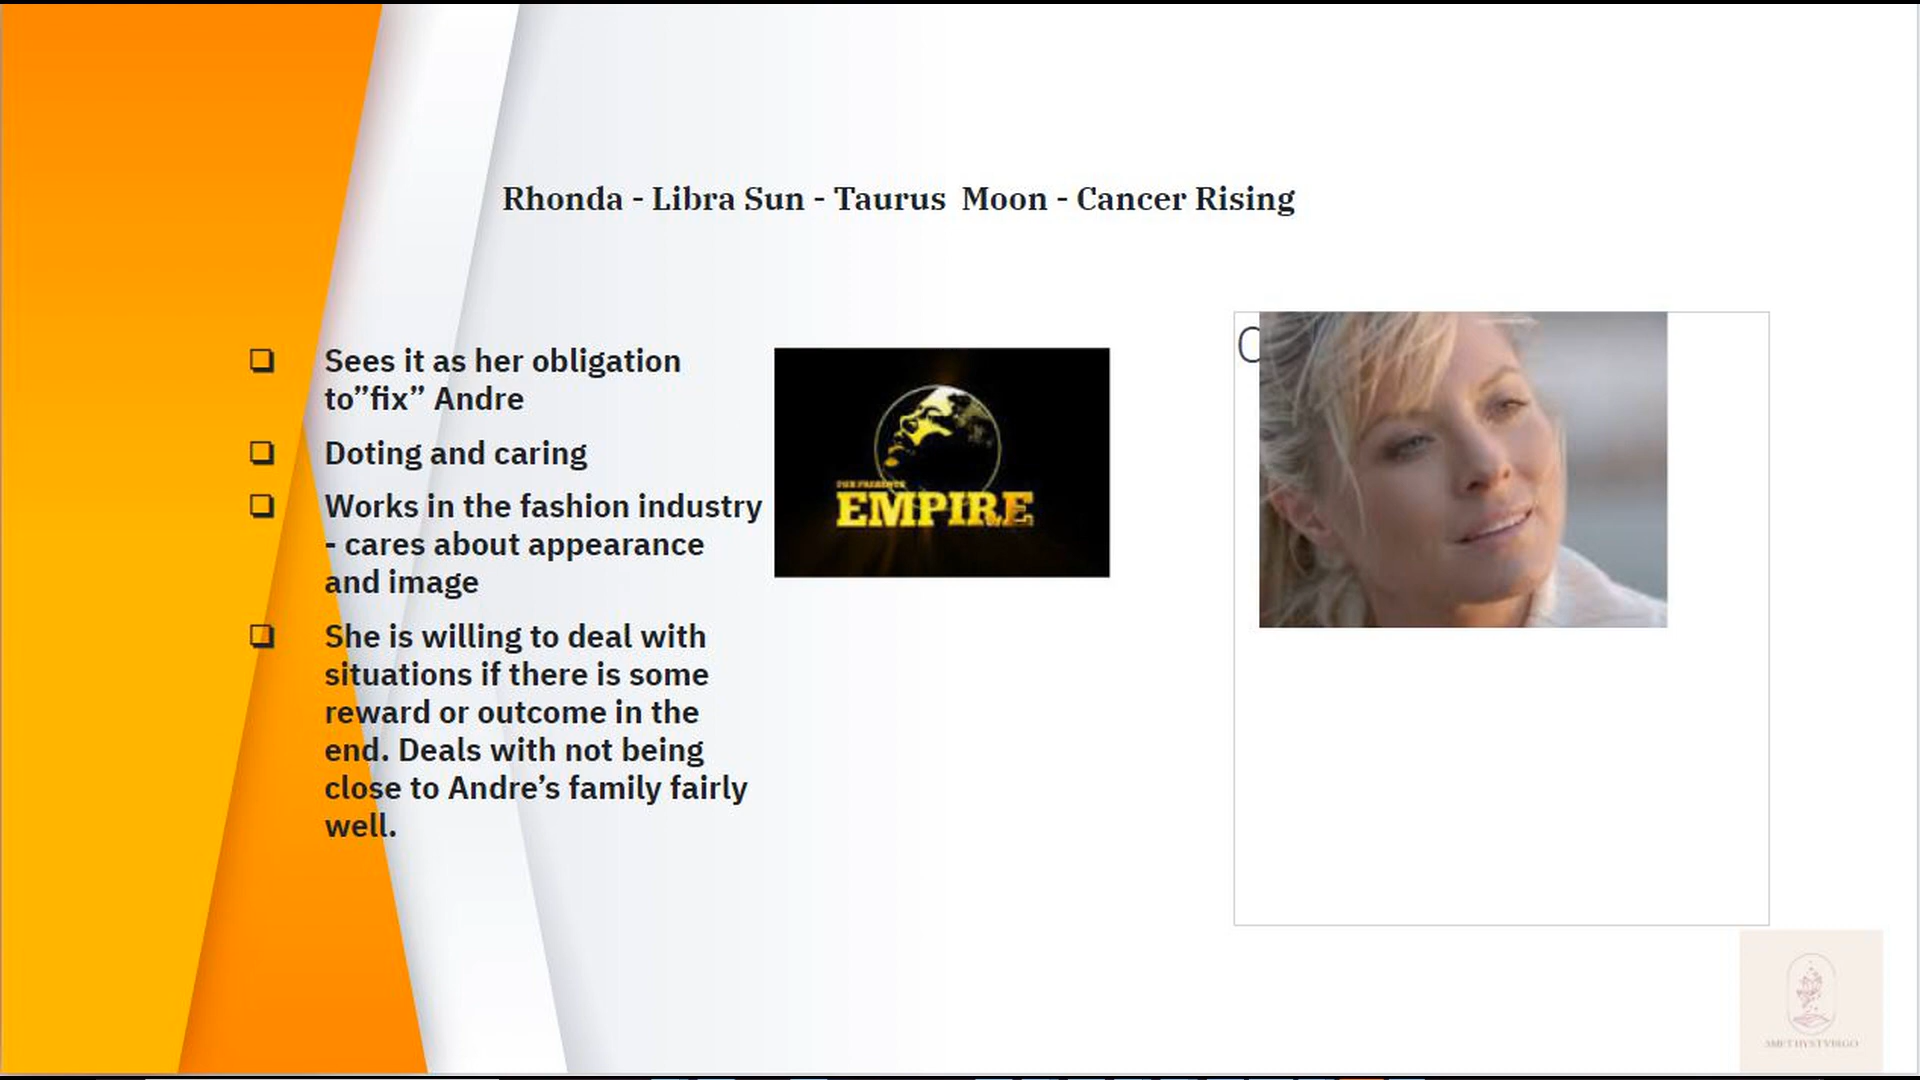 Rhonda - Libra Sun - Taurus  Moon - Cancer Rising
❏ Sees it as her obligation
to”fix” Andre
❏ Doting and caring
❏ Works in the fashion industry
- cares about appearance
and image
❏ She is willing to deal with
situations if there is some
reward or outcome in the
end. Deals with not being
close to Andre’s family fairly
well.
EMPIRE
AMETHYSTVIRGO